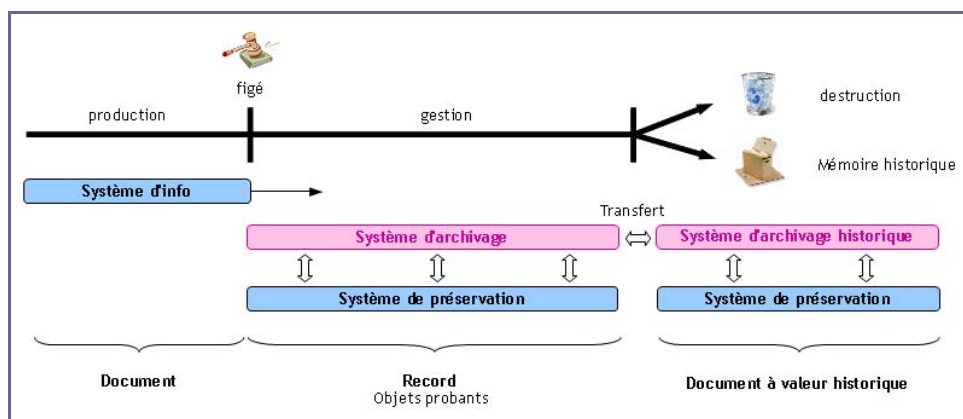 figé
production
gestion
destruction
Mémoire historique
Système d'info
Transfert
Système d'archivage
Système d'archivage historique
Système de préservation
Système de préservation
Document
Record
Objets probants
Document à valeur historique